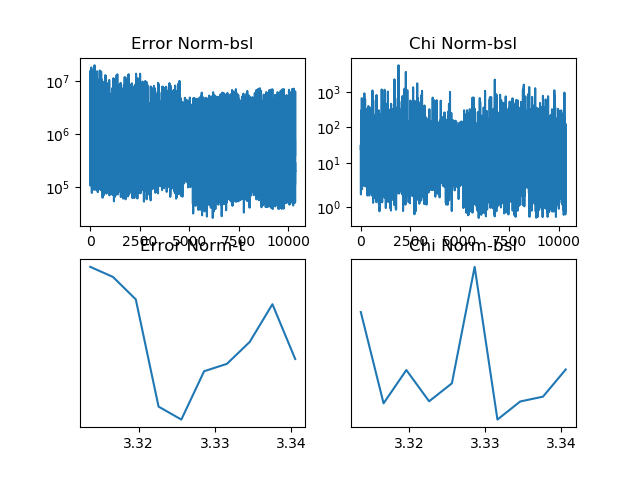 Error Norm-bsl
Chi Norm-bsl
10⁷
10⁶
10⁵
10³
10²
10¹
10⁰
0 2500 5000 7500 10000
0 2500 5000 7500 10000
Error Norm-t
Chi Norm-bsl
3.32 3.33 3.34
3.32 3.33 3.34